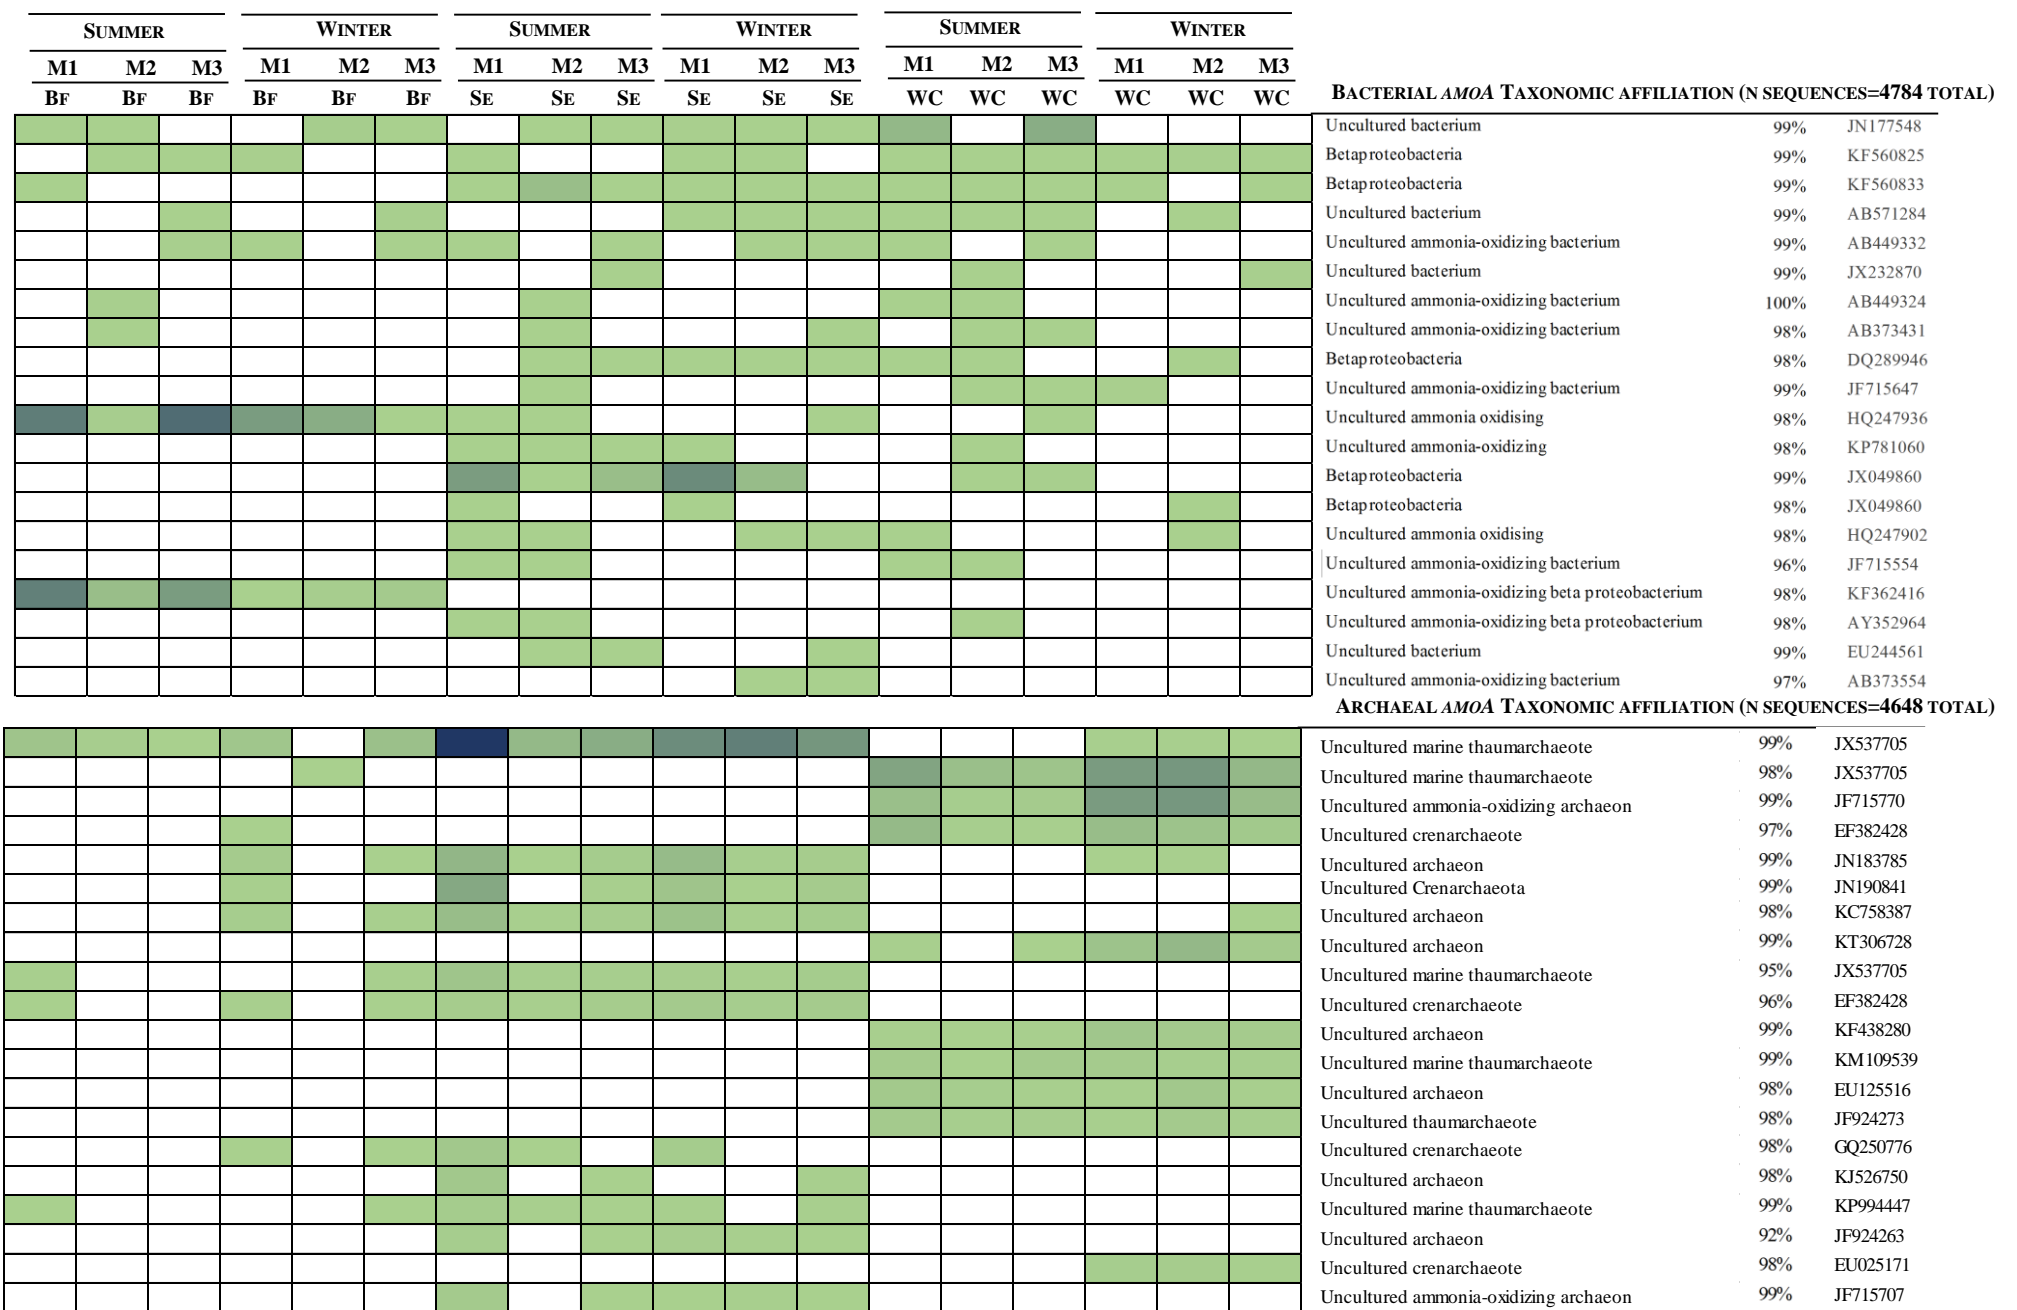 SUMMER WINTER SUMMER WINTER SUMMER WINTER
M1 M2 M3 M1 M2 M3 M1 M2 M3 M1 M2 M3 M1 M2 M3 M1 M2 M3
BF BF BF BF BF BF SE SE SE SE SE SE WC WC WC WC WC WC
BACTERIAL AMOA TAXONOMIC AFFILIATION (N SEQUENCES=4784 TOTAL)
Uncultured bacterium 99% JN177548
Betaproteobacteria 99% KF560825
Betaproteobacteria 99% KF560833
Uncultured bacterium 99% AB571284
Uncultured ammonia-oxidizing bacterium 99% AB449332
Uncultured bacterium 99% JX232870
Uncultured ammonia-oxidizing bacterium 100% AB449324
Uncultured ammonia-oxidizing bacterium 98% AB373431
Betaproteobacteria 98% DQ289946
Uncultured ammonia-oxidizing bacterium 99% JF715647
Uncultured ammonia oxidising 98% HQ247936
Uncultured ammonia-oxidizing 98% KP781060
Betaproteobacteria 99% JX049860
Betaproteobacteria 98% JX049860
Uncultured ammonia oxidising 98% HQ247902
Uncultured ammonia-oxidizing bacterium 96% JF715554
Uncultured ammonia-oxidizing beta proteobacterium 98% KF362416
Uncultured ammonia-oxidizing beta proteobacterium 98% AY352964
Uncultured bacterium 99% EU244561
Uncultured ammonia-oxidizing bacterium 97% AB373554
ARCHAEAL AMOA TAXONOMIC AFFILIATION (N SEQUENCES=4648 TOTAL)
Uncultured marine thaumarchaeote 99% JX537705
Uncultured marine thaumarchaeote 98% JX537705
Uncultured ammonia-oxidizing archaeon 99% JF715770
Uncultured crenarchaeote 97% EF382428
Uncultured archaeon 99% JN183785
Uncultured Crenarchaeota 99% JN190841
Uncultured archaeon 98% KC758387
Uncultured archaeon 99% KT306728
Uncultured marine thaumarchaeote 95% JX537705
Uncultured crenarchaeote 96% EF382428
Uncultured archaeon 99% KF438280
Uncultured marine thaumarchaeote 99% KM109539
Uncultured archaeon 98% EU125516
Uncultured thaumarchaeote 98% JF924273
Uncultured crenarchaeote 98% GQ250776
Uncultured archaeon 98% KJ526750
Uncultured marine thaumarchaeote 99% KP994447
Uncultured archaeon 92% JF924263
Uncultured crenarchaeote 98% EU025171
Uncultured ammonia-oxidizing archaeon 99% JF715707